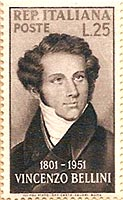 REP. ITALIANA
POSTE L.25
1801-1951
VINCENZO BELLINI